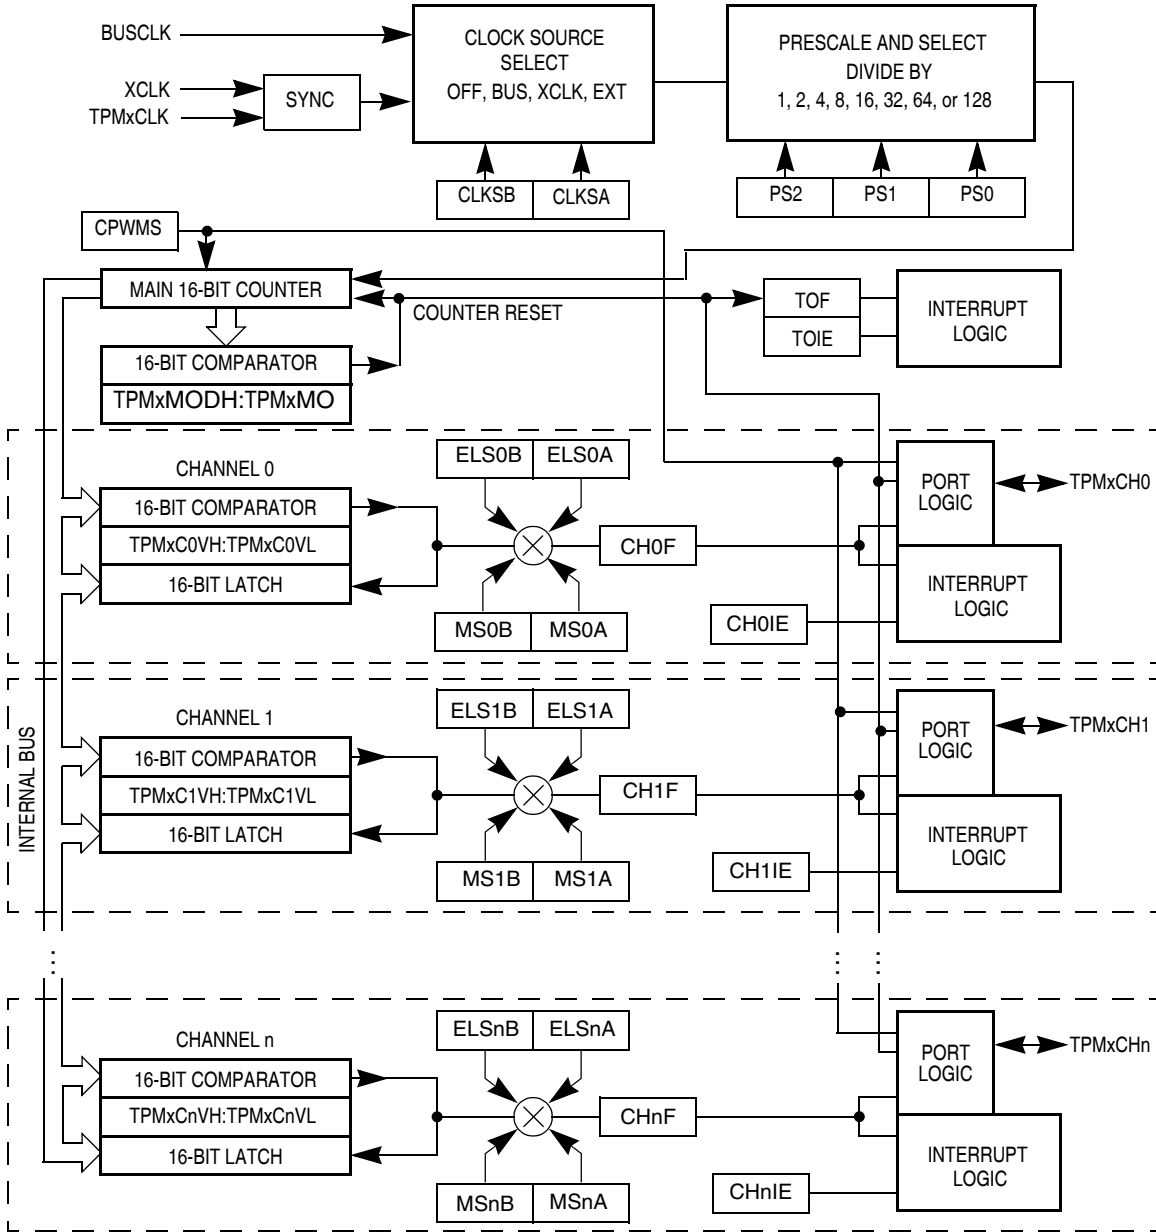 BUSCLK
XCLK
TPMxCLK
SYNC
CLOCK SOURCE
SELECT
OFF, BUS, XCLK, EXT
PRESCALE AND SELECT
DIVIDE BY
1, 2, 4, 8, 16, 32, 64, or 128
CLKSB
CLKSA
PS2
PS1
PS0
CPWMS
MAIN 16-BIT COUNTER
COUNTER RESET
TOF
TOIE
INTERRUPT
LOGIC
16-BIT COMPARATOR
TPMxMODH:TPMxMO
CHANNEL 0
ELS0B
ELS0A
16-BIT COMPARATOR
TPMxC0VH:TPMxC0VL
16-BIT LATCH
CH0F
MS0B
MS0A
CH0IE
PORT
LOGIC
TPMxCH0
INTERRUPT
LOGIC
INTERNAL BUS
CHANNEL 1
ELS1B
ELS1A
16-BIT COMPARATOR
TPMxC1VH:TPMxC1VL
16-BIT LATCH
CH1F
MS1B
MS1A
CH1IE
PORT
LOGIC
TPMxCH1
INTERRUPT
LOGIC
...
...
...
CHANNEL n
ELSnB
ELSnA
16-BIT COMPARATOR
TPMxCnVH:TPMxCnVL
16-BIT LATCH
CHnF
MSnB
MSnA
CHnIE
PORT
LOGIC
TPMxCHn
INTERRUPT
LOGIC